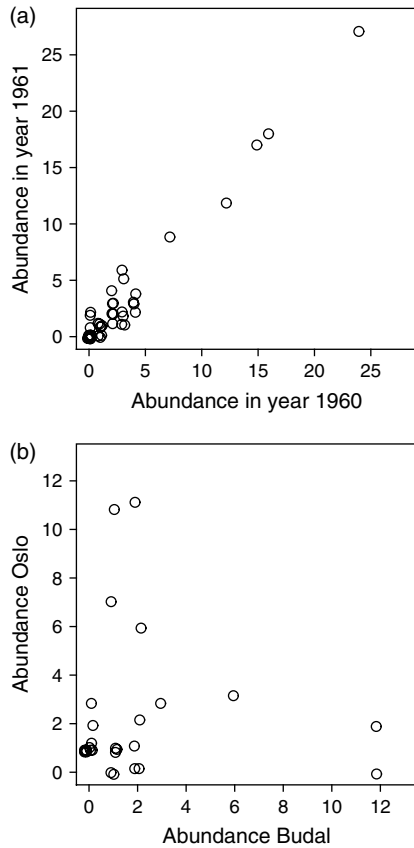 (a)
Abundance in year 1961
25
20
15
10
5
0
0 5 10 15 20 25
Abundance in year 1960
(b)
Abundance Oslo
12
10
8
6
4
2
0
0 2 4 6 8 10 12
Abundance Budal